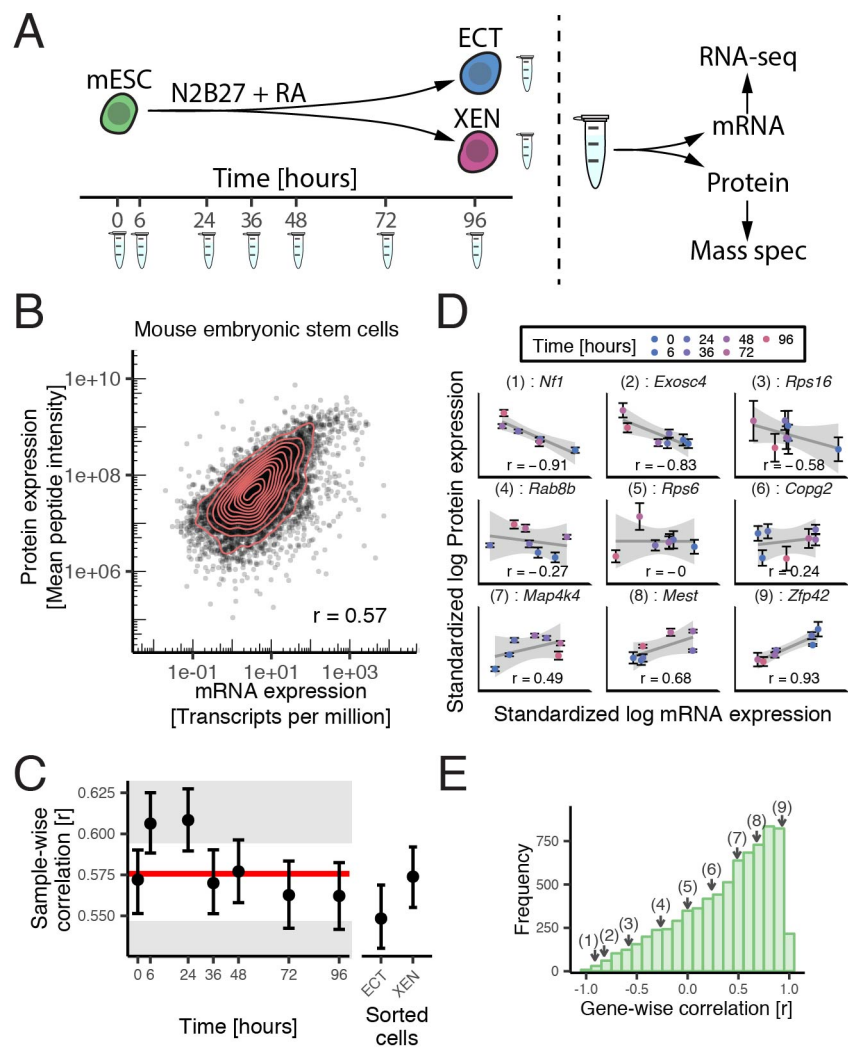 A
mESC
N2B27 + RA
ECT
XEN
Time [hours]
0 6 24 36 48 72 96
RNA-seq
mRNA
Protein
Mass spec
B
Mouse embryonic stem cells
Protein expression
[Mean peptide intensity]
1e+10
1e+08
1e+06
r = 0.57
1e-01 1e+01 1e+03
mRNA expression
[Transcripts per million]
D
Time [hours] 0 24 48 96
6 36 72
Standardized log Protein expression
(1) : Nf1
r = −0.91
(2) : Exosc4
r = −0.83
(3) : Rps16
r = −0.58
(4) : Rab8b
r = −0.27
(5) : Rps6
r = −0
(6) : Copg2
r = 0.24
(7) : Map4k4
r = 0.49
(8) : Mest
r = 0.68
(9) : Zfp42
r = 0.93
Standardized log mRNA expression
C
Sample-wise
correlation [r]
0.625
0.600
0.575
0.550
0 6 24 36 48 72 96
Time [hours]
ECT
XEN
Sorted
cells
E
Frequency
750
500
250
0
(1) (2) (3) (4) (5) (6) (7) (8) (9)
-1.0 -0.5 0.0 0.5 1.0
Gene-wise correlation [r]